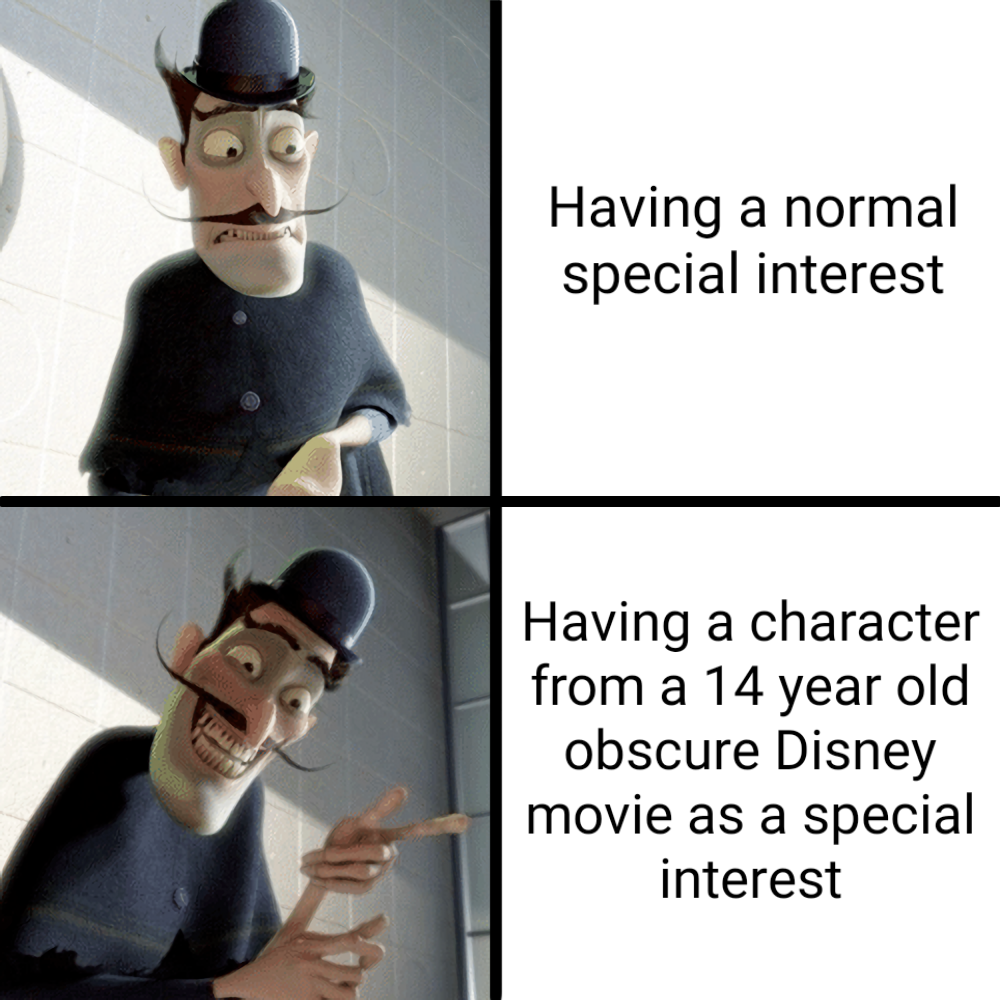 Having a normal
special interest
Having a character
from a 14 year old
obscure Disney
movie as a special
interest